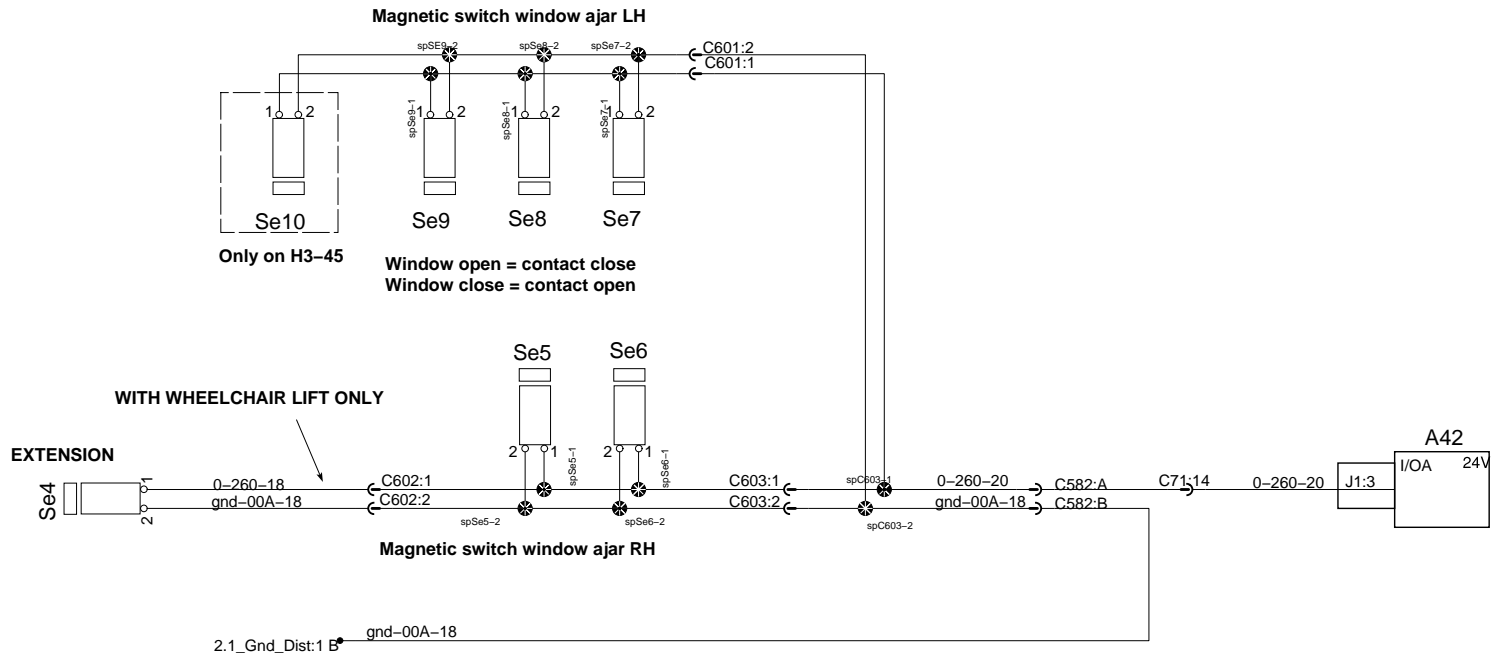 Magnetic switch window ajar LH
spSE9-2
spSe8-2
spSe7-2
C601:2
C601:1
1
2
spSe9-1
1
2
spSe8-1
1
2
spSe7-1
1
2
Se10
Se9
Se8
Se7
Only on H3-45
Window open = contact close
Window close = contact open
Se5
Se6
WITH WHEELCHAIR LIFT ONLY
A42
EXTENSION
2
1
spSe5-1
2
1
spSe6-1
I/OA
24V
Se4
1
0-260-18
C602:1
C603:1
spC603-1
0-260-20
C582:A
C71:14
0-260-20
J1:3
2
gnd-00A-18
C602:2
C603:2
gnd-00A-18
C582:B
spSe5-2
spSe6-2
spC603-2
Magnetic switch window ajar RH
gnd-00A-18
2.1_Gnd_Dist:1 B